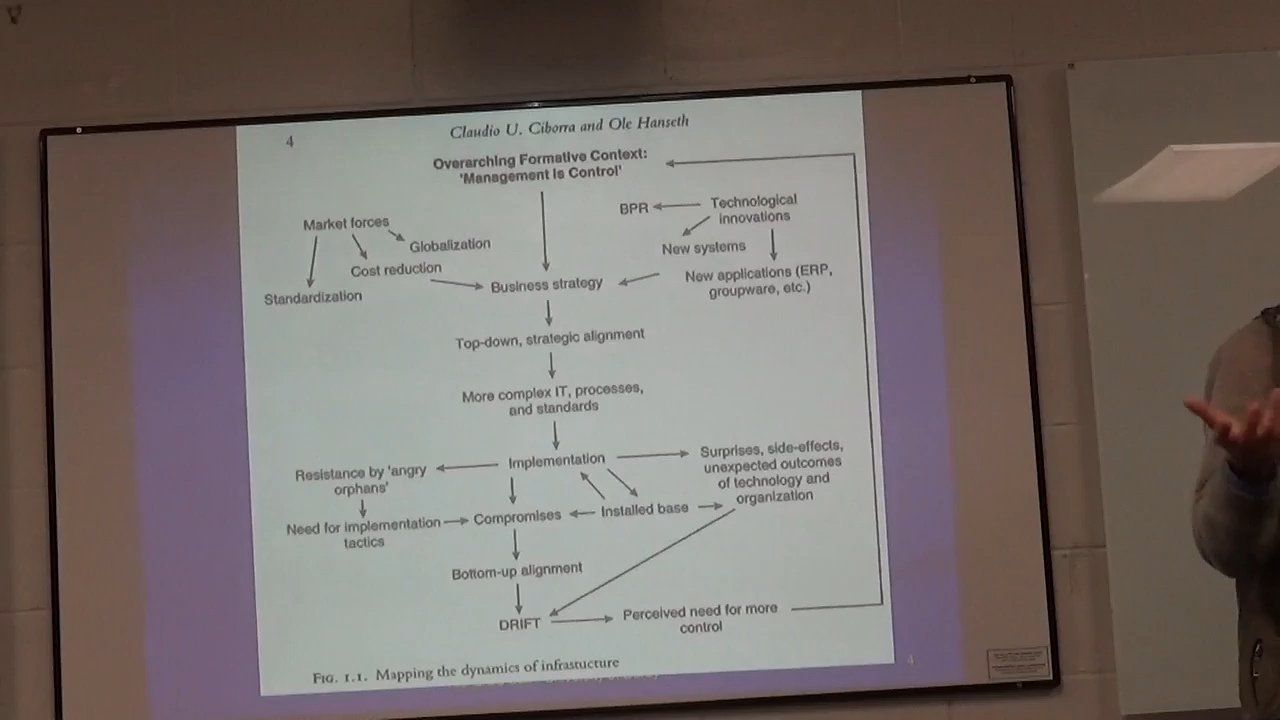 4
Claudio U. Ciborra and Ole Hanseth
Overarching Formative Context:
'Management Is Control'
Market forces
Globalization
Cost reduction
Standardization
BPR
Technological
innovations
New systems
New applications (ERP,
groupware, etc.)
Business strategy
Top-down, strategic alignment
More complex IT, processes,
and standards
Implementation
Resistance by 'angry
orphans'
Surprises, side-effects,
unexpected outcomes
of technology and
organization
Need for implementation
tactics
Compromises
Installed base
Bottom-up alignment
DRIFT
Perceived need for more
control
FIG. 1.1. Mapping the dynamics of infrastucture
4